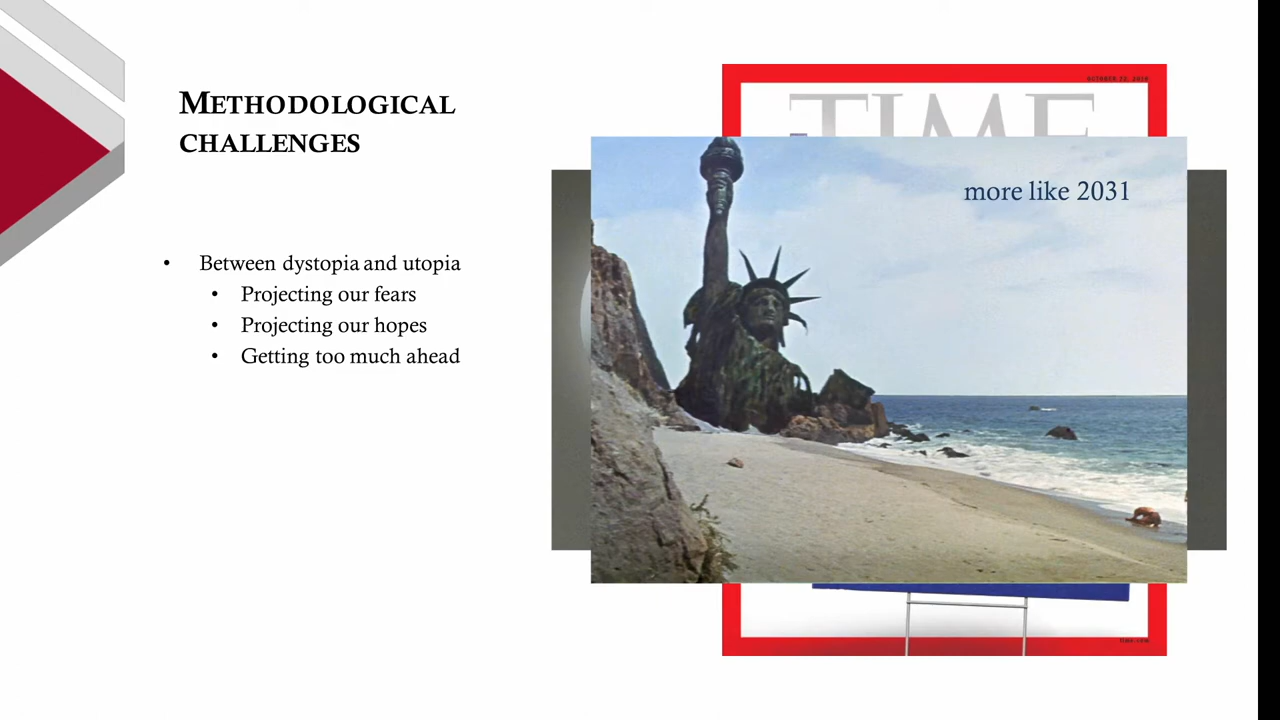 METHODOLOGICAL
CHALLENGES
• Between dystopia and utopia
• Projecting our fears
• Projecting our hopes
• Getting too much ahead
TIME
more like 2031